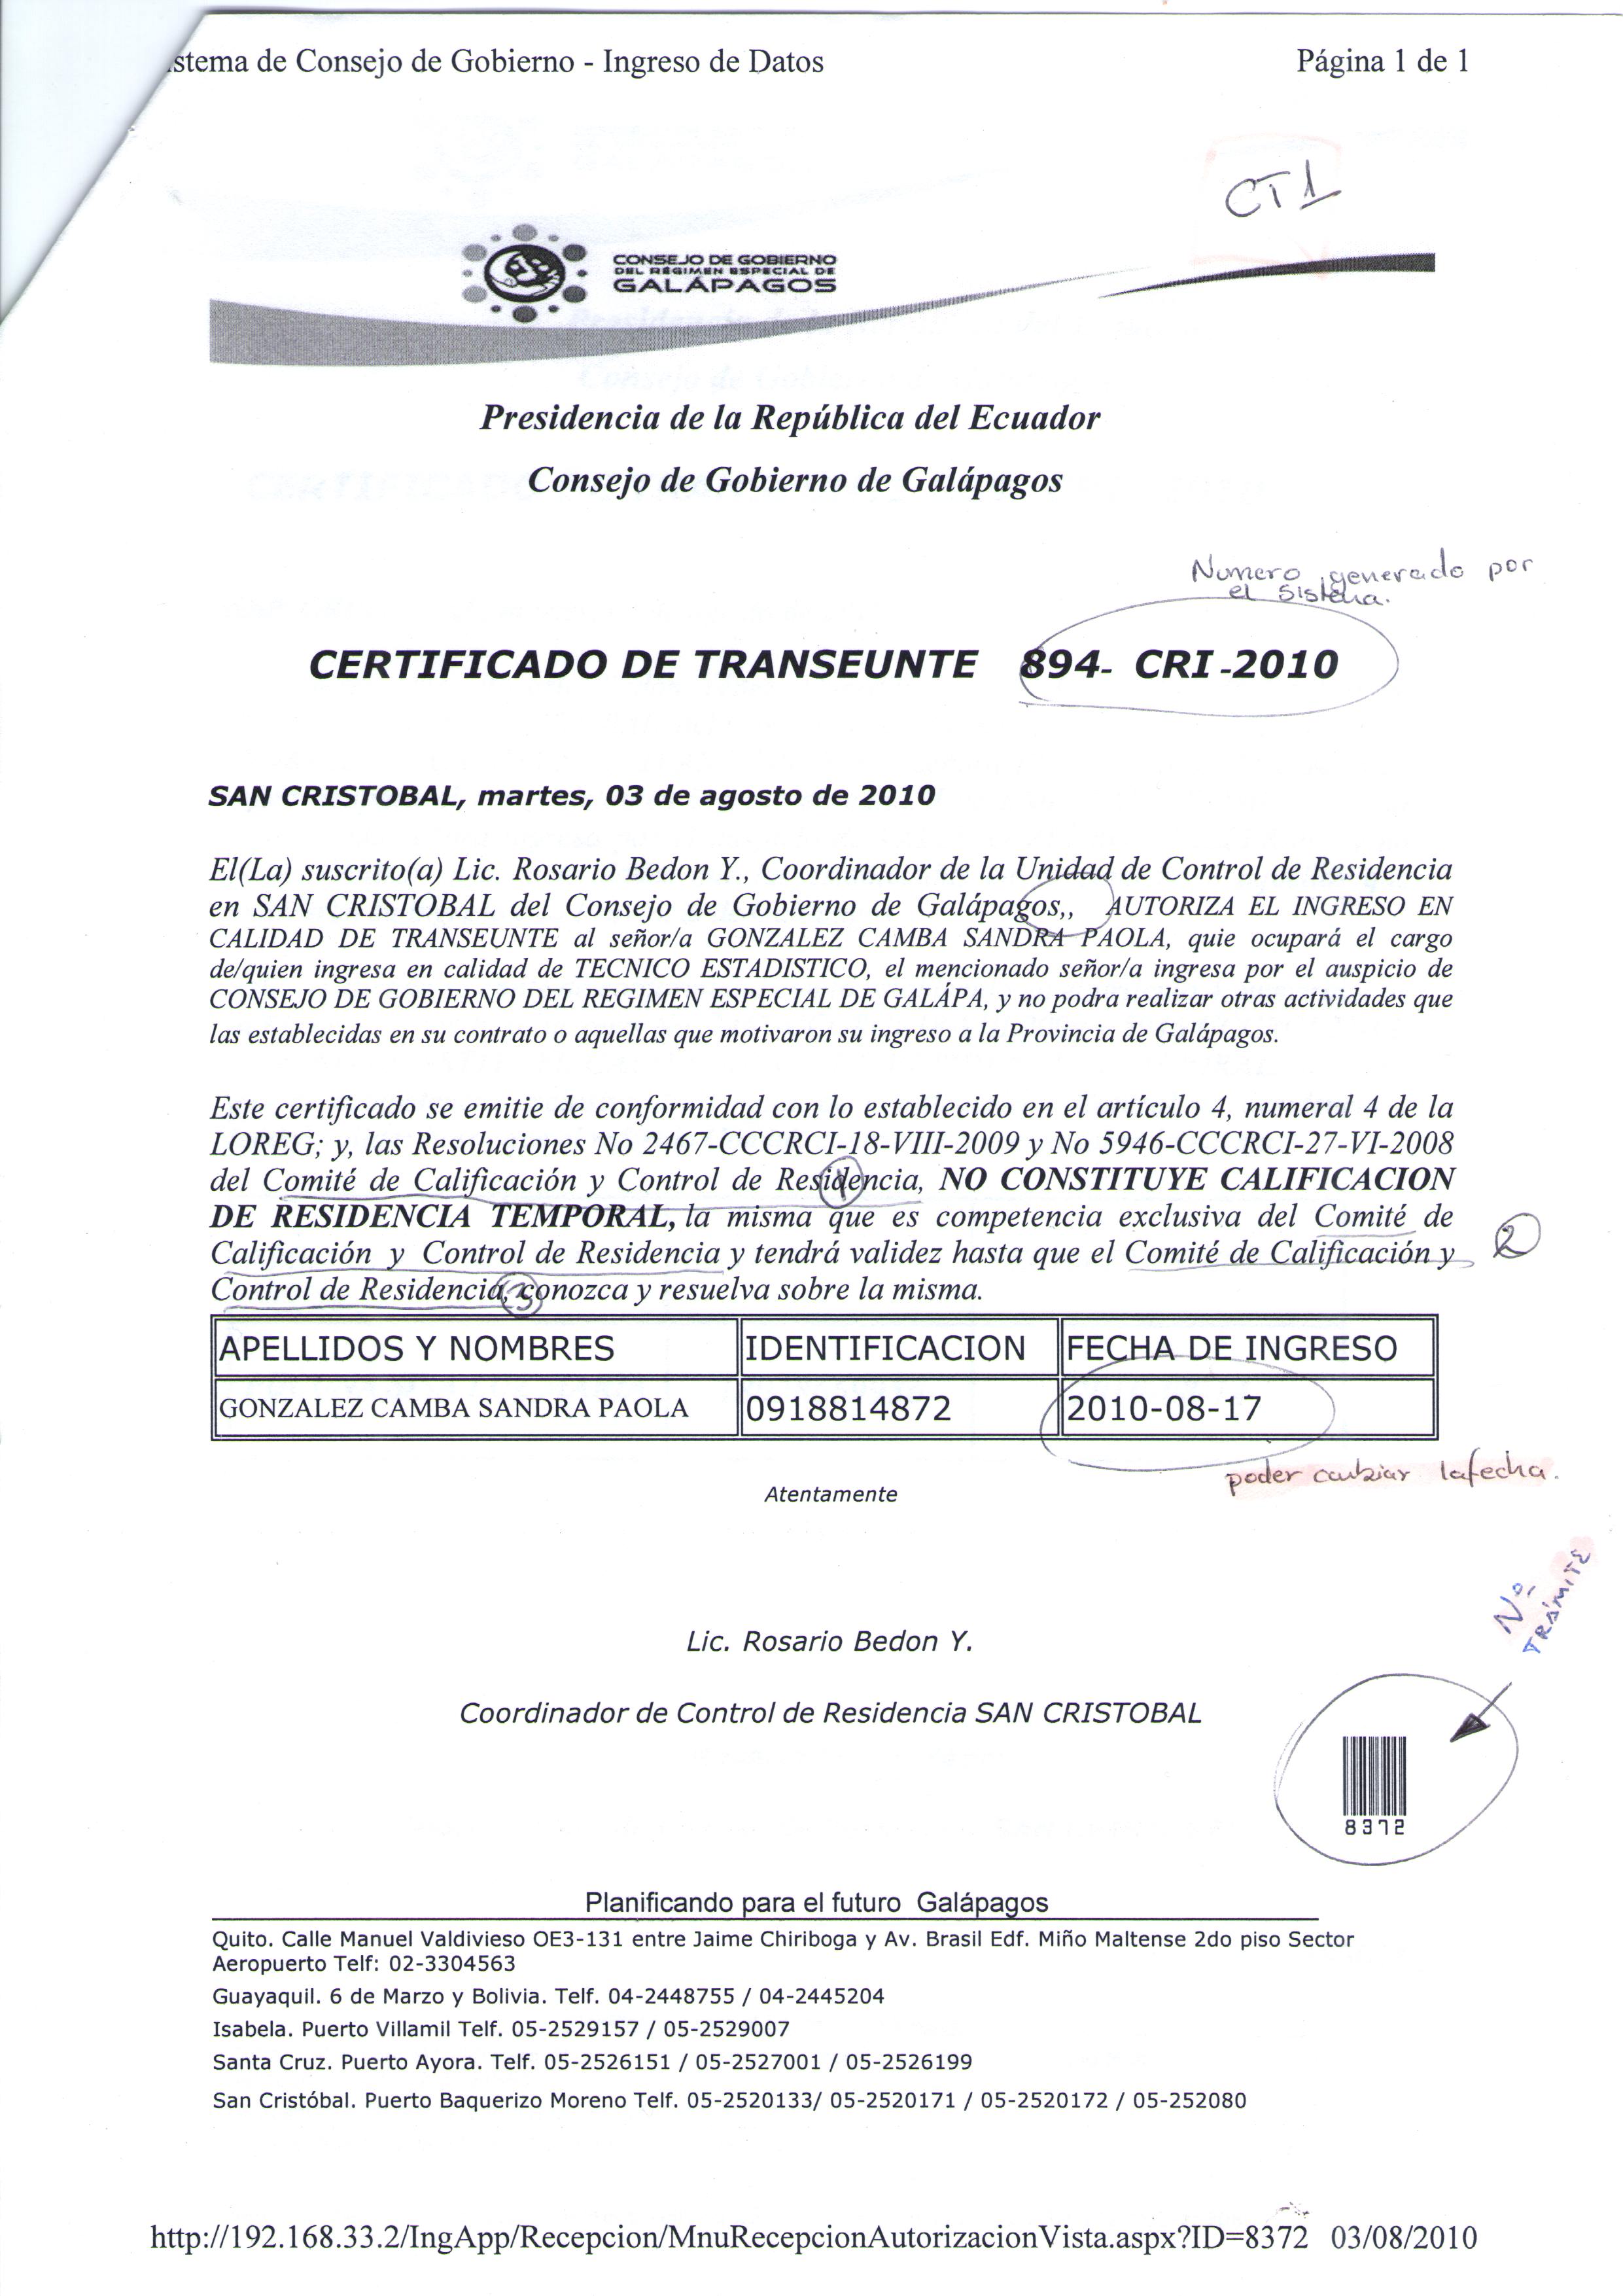 stema de Consejo de Gobierno - Ingreso de Datos Página 1 de 1
CT1
CONSEJO DE GOBIERNO
DEL RÉGIMEN ESPECIAL DE
GALÁPAGOS
Presidencia de la República del Ecuador
Consejo de Gobierno de Galápagos
Numero generado por
el Sistema.
CERTIFICADO DE TRANSEUNTE 894- CRI -2010
SAN CRISTOBAL, martes, 03 de agosto de 2010
El(La) suscrito(a) Lic. Rosario Bedon Y., Coordinador de la Unidad de Control de Residencia
en SAN CRISTOBAL del Consejo de Gobierno de Galápagos,, AUTORIZA EL INGRESO EN
CALIDAD DE TRANSEUNTE al señor/a GONZALEZ CAMBA SANDRA PAOLA, quie ocupará el cargo
de/quien ingresa en calidad de TECNICO ESTADISTICO, el mencionado señor/a ingresa por el auspicio de
CONSEJO DE GOBIERNO DEL REGIMEN ESPECIAL DE GALÁPA, y no podra realizar otras actividades que
las establecidas en su contrato o aquellas que motivaron su ingreso a la Provincia de Galápagos.
Este certificado se emitie de conformidad con lo establecido en el artículo 4, numeral 4 de la
LOREG; y, las Resoluciones No 2467-CCCRCI-18-VIII-2009 y No 5946-CCCRCI-27-VI-2008
del Comité de Calificación y Control de Residencia, NO CONSTITUYE CALIFICACION
1
DE RESIDENCIA TEMPORAL, la misma que es competencia exclusiva del Comité de
Calificación y Control de Residencia y tendrá validez hasta que el Comité de Calificación y
2
Control de Residencia, conozca y resuelva sobre la misma.
3
APELLIDOS Y NOMBRES IDENTIFICACION FECHA DE INGRESO
GONZALEZ CAMBA SANDRA PAOLA 0918814872 2010-08-17
poder cambiar la fecha.
Atentamente
No. TRÁMITE
Lic. Rosario Bedon Y.
Coordinador de Control de Residencia SAN CRISTOBAL
8372
Planificando para el futuro Galápagos
Quito. Calle Manuel Valdivieso OE3-131 entre Jaime Chiriboga y Av. Brasil Edf. Miño Maltense 2do piso Sector
Aeropuerto Telf: 02-3304563
Guayaquil. 6 de Marzo y Bolivia. Telf. 04-2448755 / 04-2445204
Isabela. Puerto Villamil Telf. 05-2529157 / 05-2529007
Santa Cruz. Puerto Ayora. Telf. 05-2526151 / 05-2527001 / 05-2526199
San Cristóbal. Puerto Baquerizo Moreno Telf. 05-2520133/ 05-2520171 / 05-2520172 / 05-252080
http://192.168.33.2/IngApp/Recepcion/MnuRecepcionAutorizacionVista.aspx?ID=8372 03/08/2010